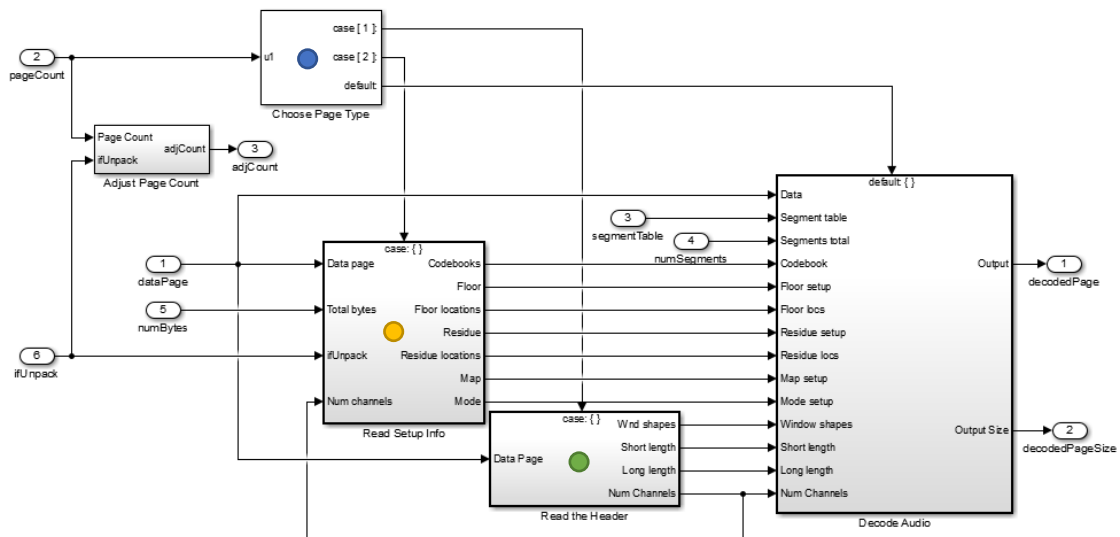 case [ 1 ]:
2
pageCount
u1
case [ 2 ]:
default:
Choose Page Type
Page Count
ifUnpack
adjCount
3
adjCount
Adjust Page Count
default: { }
Data
3
segmentTable
Segment table
4
numSegments
Segments total
case: { }
1
dataPage
Data page
Codebooks
Codebook
Output
1
decodedPage
Floor
Floor setup
5
numBytes
Total bytes
Floor locations
Floor locs
Residue
Residue setup
6
ifUnpack
ifUnpack
Residue locations
Residue locs
Map
Map setup
Num channels
Mode
Mode setup
Read Setup Info
case: { }
Wnd shapes
Window shapes
Output Size
2
decodedPageSize
Short length
Short length
Data Page
Long length
Long length
Num Channels
Num Channels
Read the Header
Decode Audio